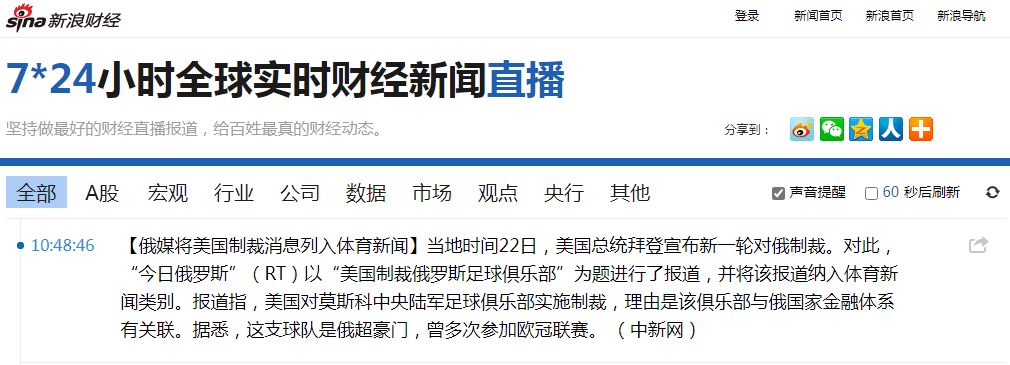 sina 新浪财经
登录 新闻首页 新浪首页 新浪导航
7*24小时全球实时财经新闻直播
坚持做最好的财经直播报道，给百姓最真的财经动态。
分享到：
全部 A股 宏观 行业 公司 数据 市场 观点 央行 其他 声音提醒 60 秒后刷新
10:48:46
【俄媒将美国制裁消息列入体育新闻】当地时间22日，美国总统拜登宣布新一轮对俄制裁。对此，
“今日俄罗斯”（RT）以“美国制裁俄罗斯足球俱乐部”为题进行了报道，并将该报道纳入体育新
闻类别。报道指，美国对莫斯科中央陆军足球俱乐部实施制裁，理由是该俱乐部与俄国家金融体系
有关联。据悉，这支球队是俄超豪门，曾多次参加欧冠联赛。（中新网）